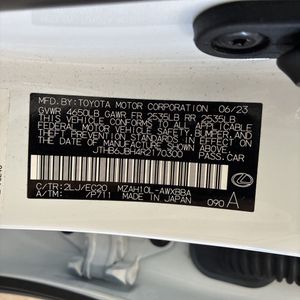 MFD. BY: TOYOTA MOTOR CORPORATION 06/23
GVWR 4650LB GAWR FR 2535LB RR 2535LB
THIS VEHICLE CONFORMS TO ALL APPLICABLE
FEDERAL MOTOR VEHICLE SAFETY, BUMPER, AND
THEFT PREVENTION STANDARDS IN EFFECT ON
THE DATE OF MANUFACTURE SHOWN ABOVE.
JTHB6JBH4R2170300 PASS.CAR
C/TR: 2LJ/EC20 MZAH10L-AWXBBA
A/TM: /P711 MADE IN JAPAN 090 A